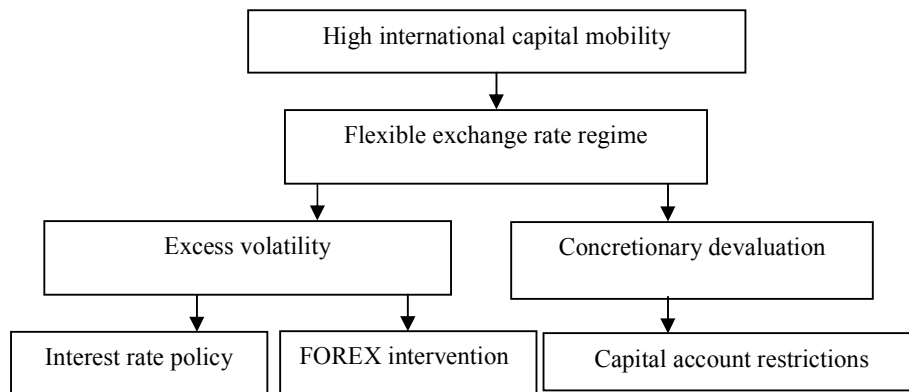 High international capital mobility
Flexible exchange rate regime
Excess volatility
Concretionary devaluation
Interest rate policy
FOREX intervention
Capital account restrictions